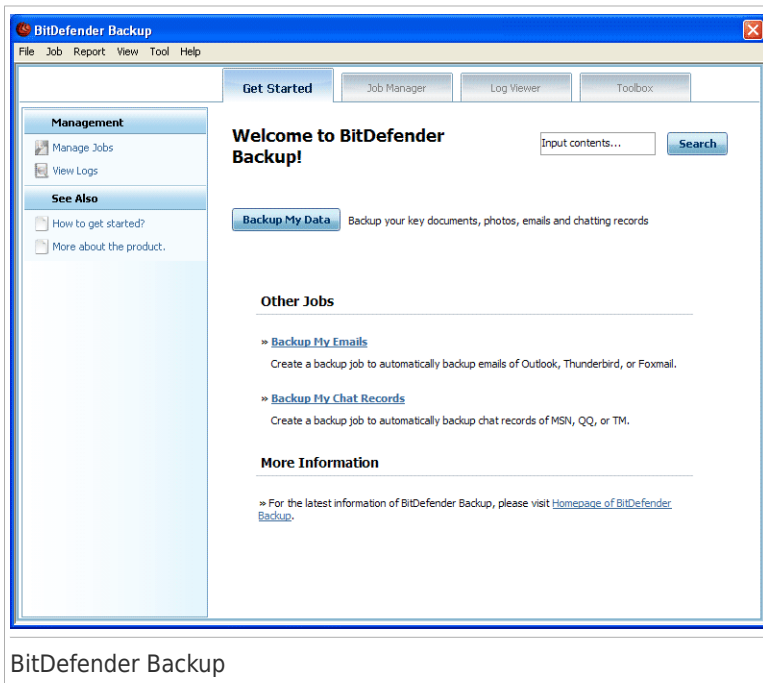 BitDefender Backup
File Job Report View Tool Help
Get Started Job Manager Log Viewer Toolbox
Management
Manage Jobs
View Logs
See Also
How to get started?
More about the product.
Welcome to BitDefender
Backup!
Input contents... Search
Backup My Data Backup your key documents, photos, emails and chatting records
Other Jobs
» Backup My Emails
Create a backup job to automatically backup emails of Outlook, Thunderbird, or Foxmail.
» Backup My Chat Records
Create a backup job to automatically backup chat records of MSN, QQ, or TM.
More Information
» For the latest information of BitDefender Backup, please visit Homepage of BitDefender
Backup.
BitDefender Backup